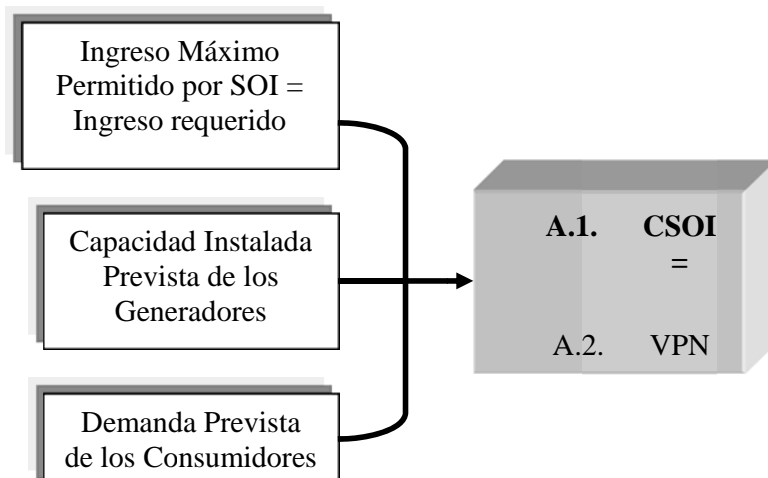 Ingreso Máximo
Permitido por SOI =
Ingreso requerido
Capacidad Instalada
Prevista de los
Generadores
Demanda Prevista
de los Consumidores
A.1. CSOI
=
A.2. VPN